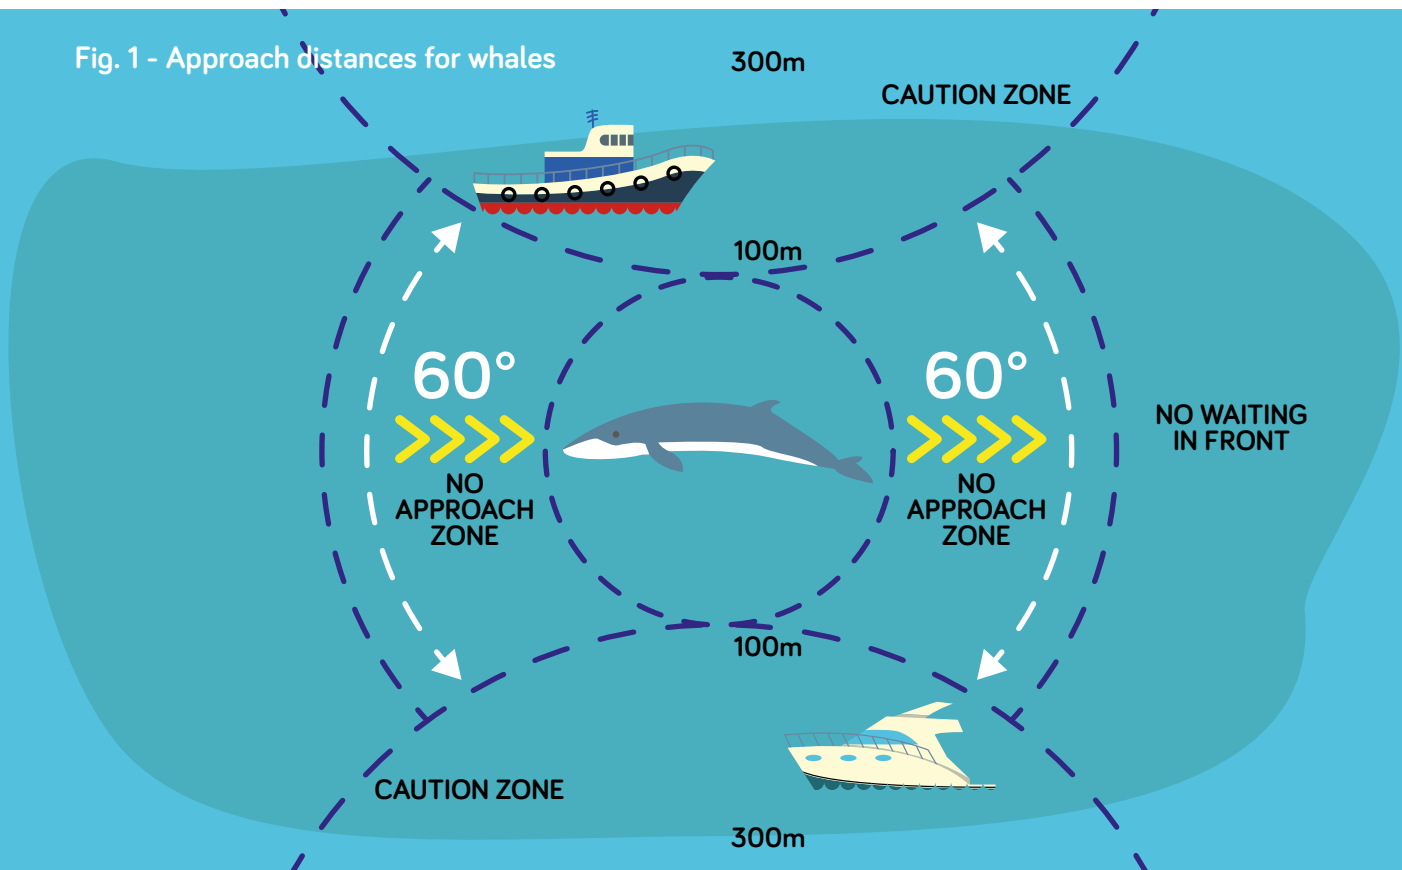 Fig. 1 - Approach distances for whales
300m
CAUTION ZONE
100m
60°
60°
NO
APPROACH
ZONE
NO
APPROACH
ZONE
NO WAITING
IN FRONT
100m
CAUTION ZONE
300m